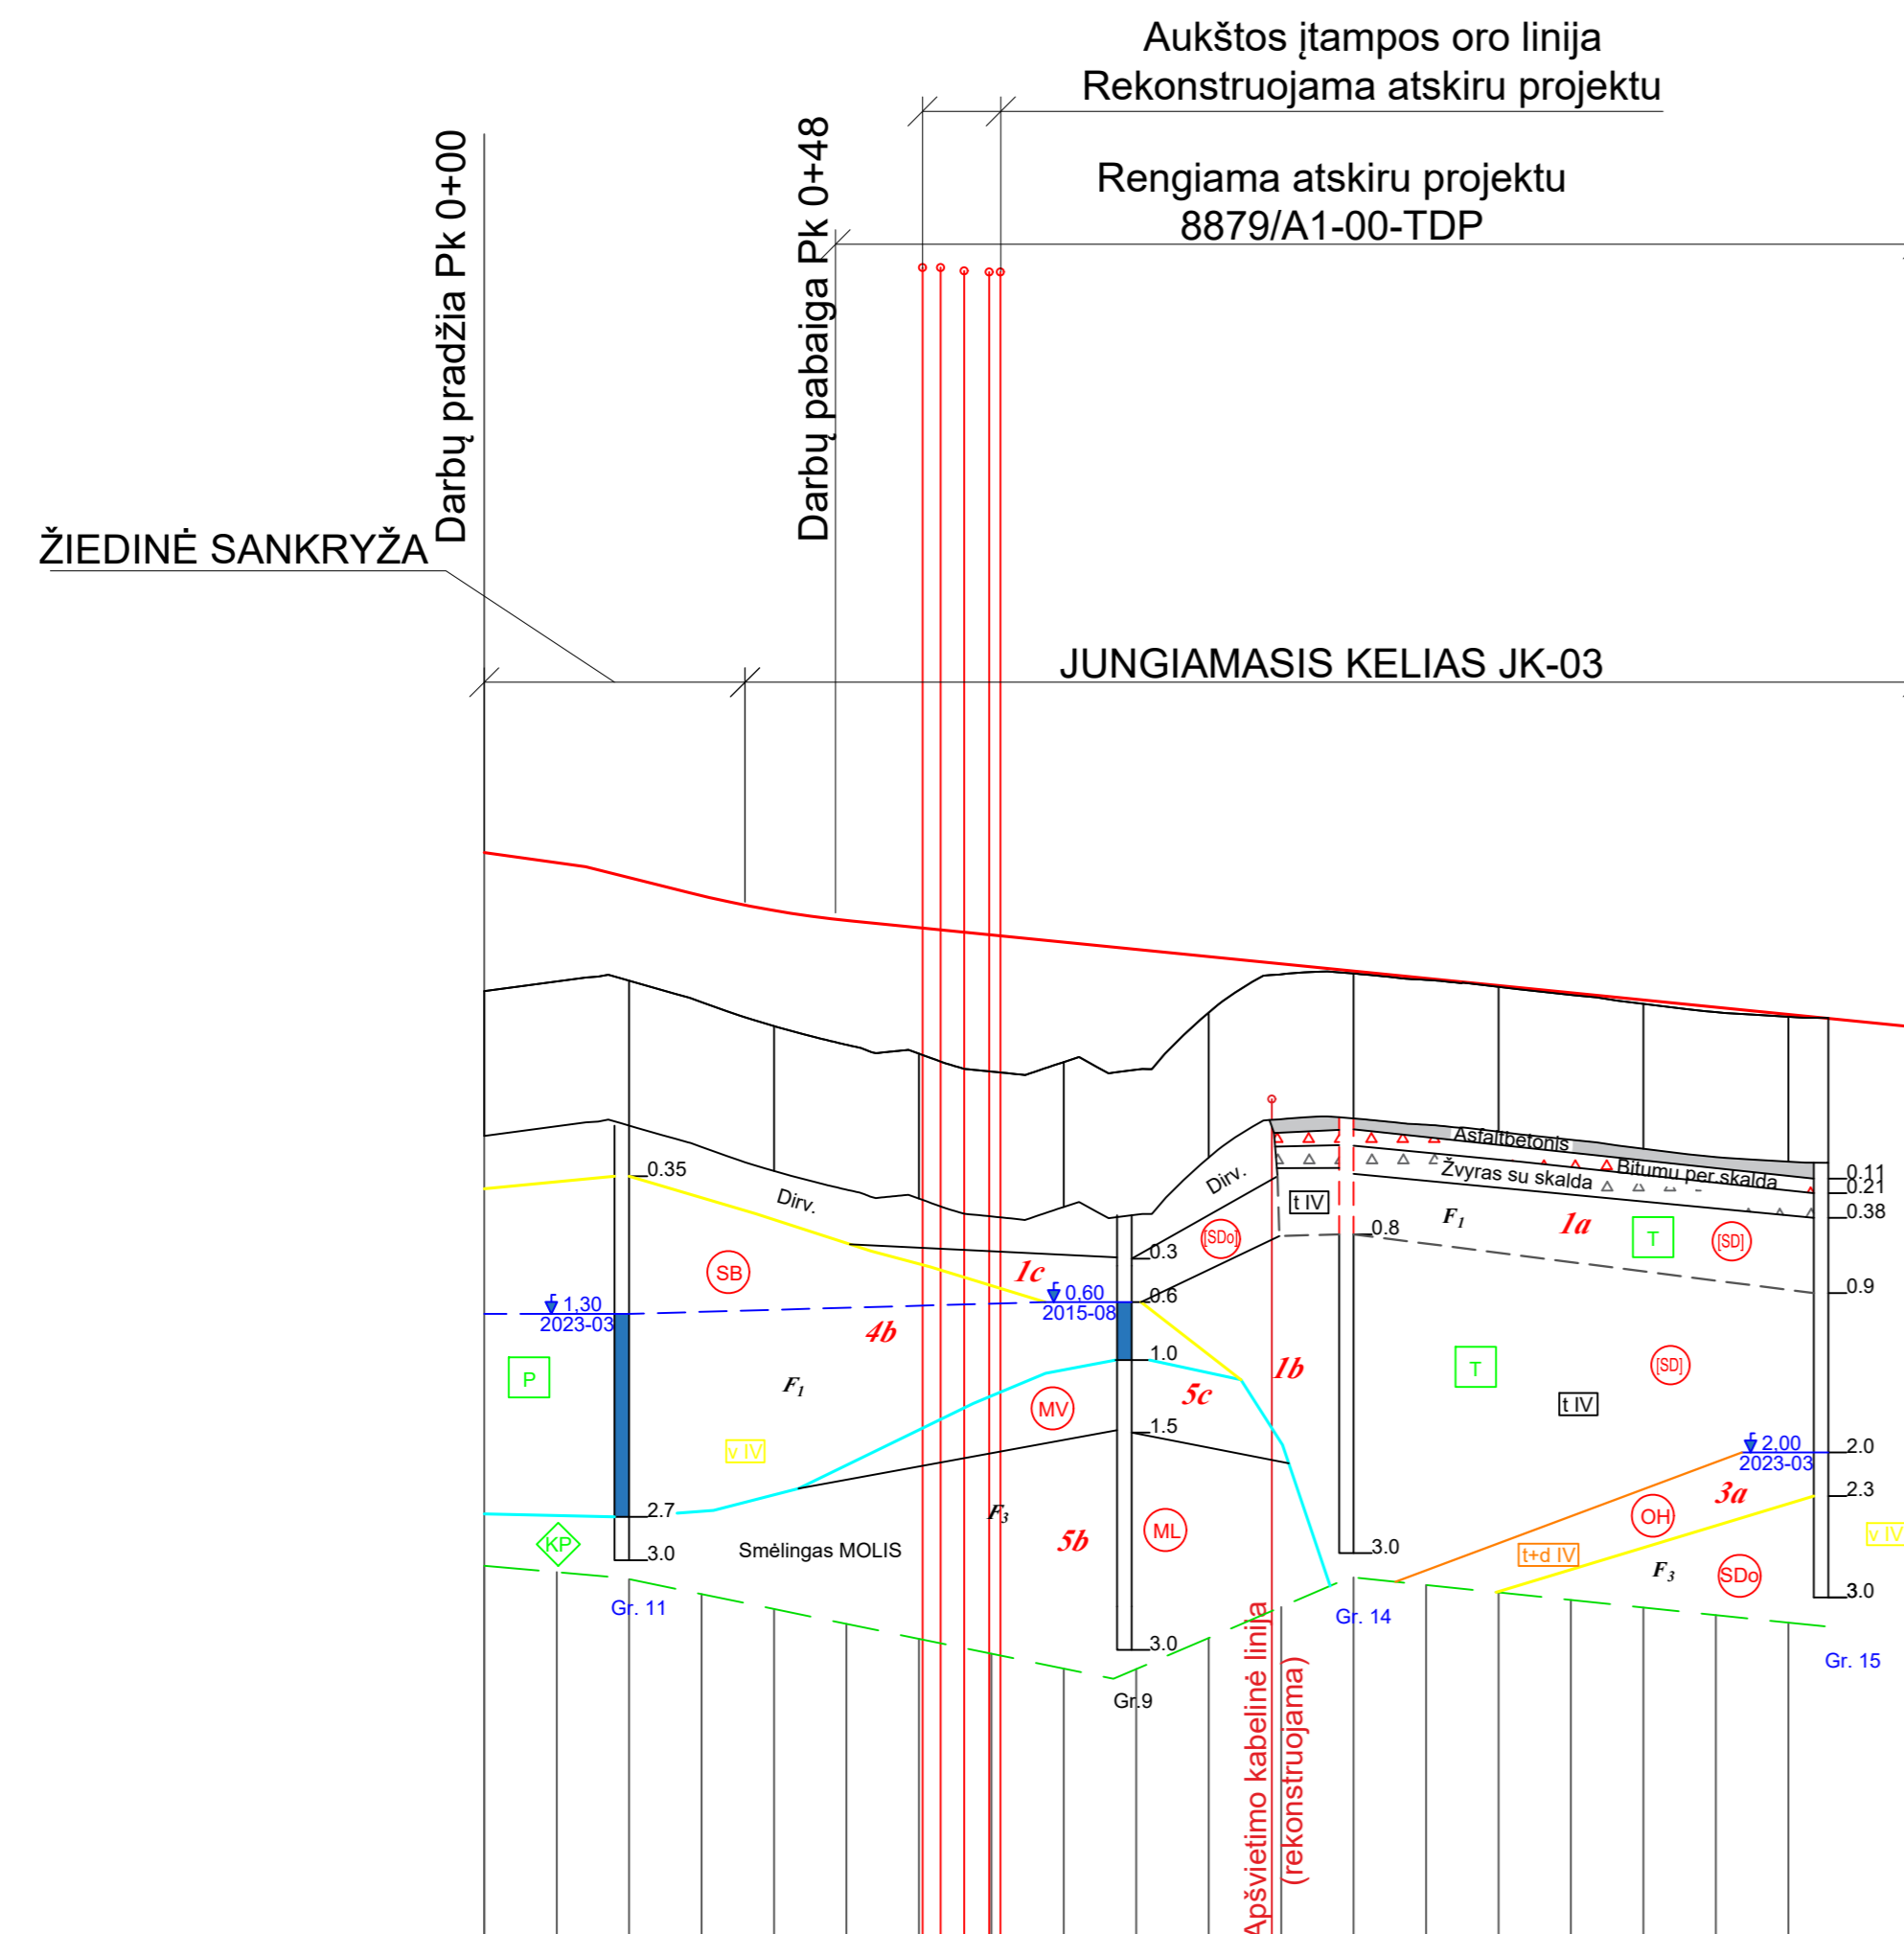 Aukštos įtampos oro linija
Rekonstruojama atskiru projektu
Rengiama atskiru projektu
8879/A1-00-TDP
Darbų pradžia Pk 0+00
Darbų pabaiga Pk 0+48
ŽIEDINĖ SANKRYŽA
JUNGIAMASIS KELIAS JK-03
0.35
Dirv.
SB
1,30
2023-03
P
F1
v IV
2.7
KP
3.0
Gr. 11
Smėlingas MOLIS
4b
1c
0,60
2015-08
0.3
0.6
1.0
1.5
MV
F3
5b
ML
5c
3.0
Gr.9
Dirv.
[SDo]
t IV
1b
0.8
3.0
Gr. 14
Apšvietimo kabelinė linija
(rekonstruojama)
Asfaltbetonis
Bitumu per.skalda
Žvyras su skalda
F1
1a
T
[SD]
0.11
0.21
0.38
0.9
T
[SD]
t IV
2,00
2023-03
2.0
2.3
3a
OH
t+d IV
F3
SDo
v IV
3.0
Gr. 15